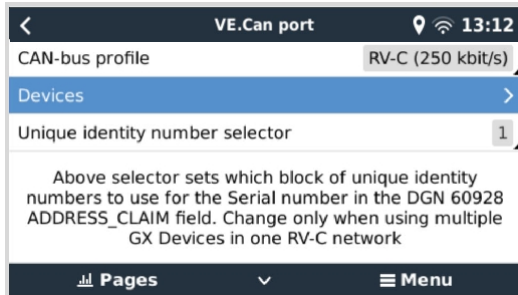 VE.Can port 13:12
CAN-bus profile RV-C (250 kbit/s)
Devices
Unique identity number selector 1
Above selector sets which block of unique identity
numbers to use for the Serial number in the DGN 60928
ADDRESS_CLAIM field. Change only when using multiple
GX Devices in one RV-C network
Pages Menu